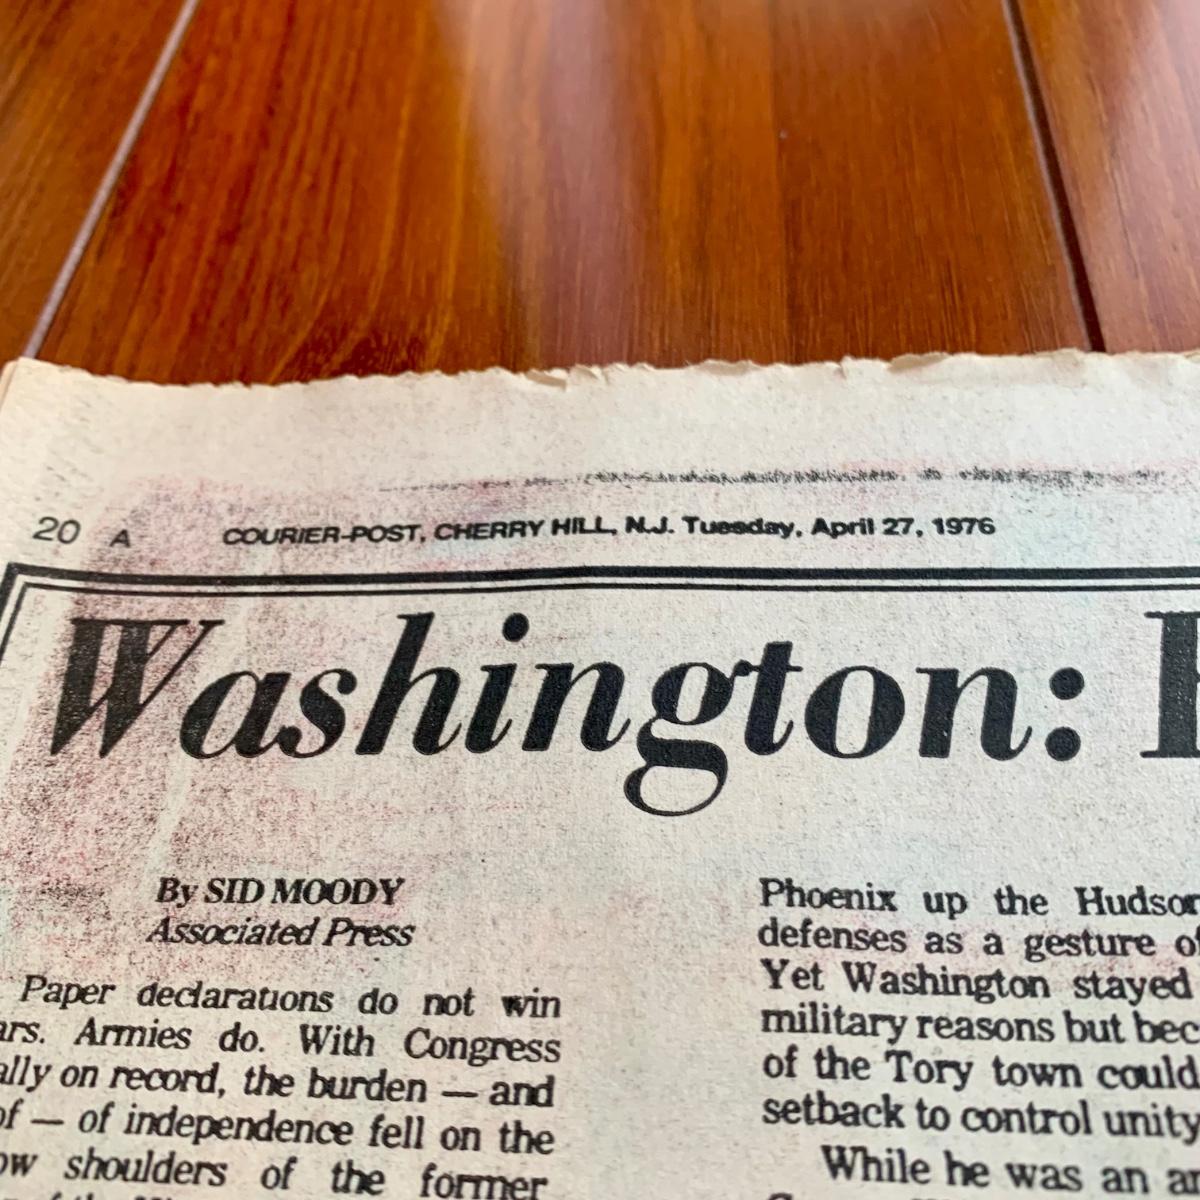 20 A COURIER-POST, CHERRY HILL, N.J. Tuesday, April 27, 1976
Washington:
By SID MOODY
Associated Press
Paper declarations do not win
Armies do. With Congress
on record, the burden — and
— of independence fell on the
shoulders of the former
Phoenix up the Hudson
defenses as a gesture of
Yet Washington stayed
military reasons but
of the Tory town could
setback to control unity
While he was an